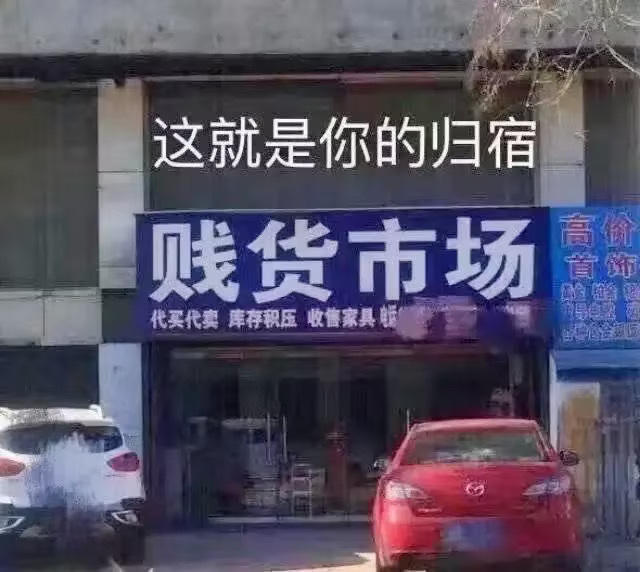 这就是你的归宿
贱货市场
代买代卖 库存积压 收售家具
高价
首饰